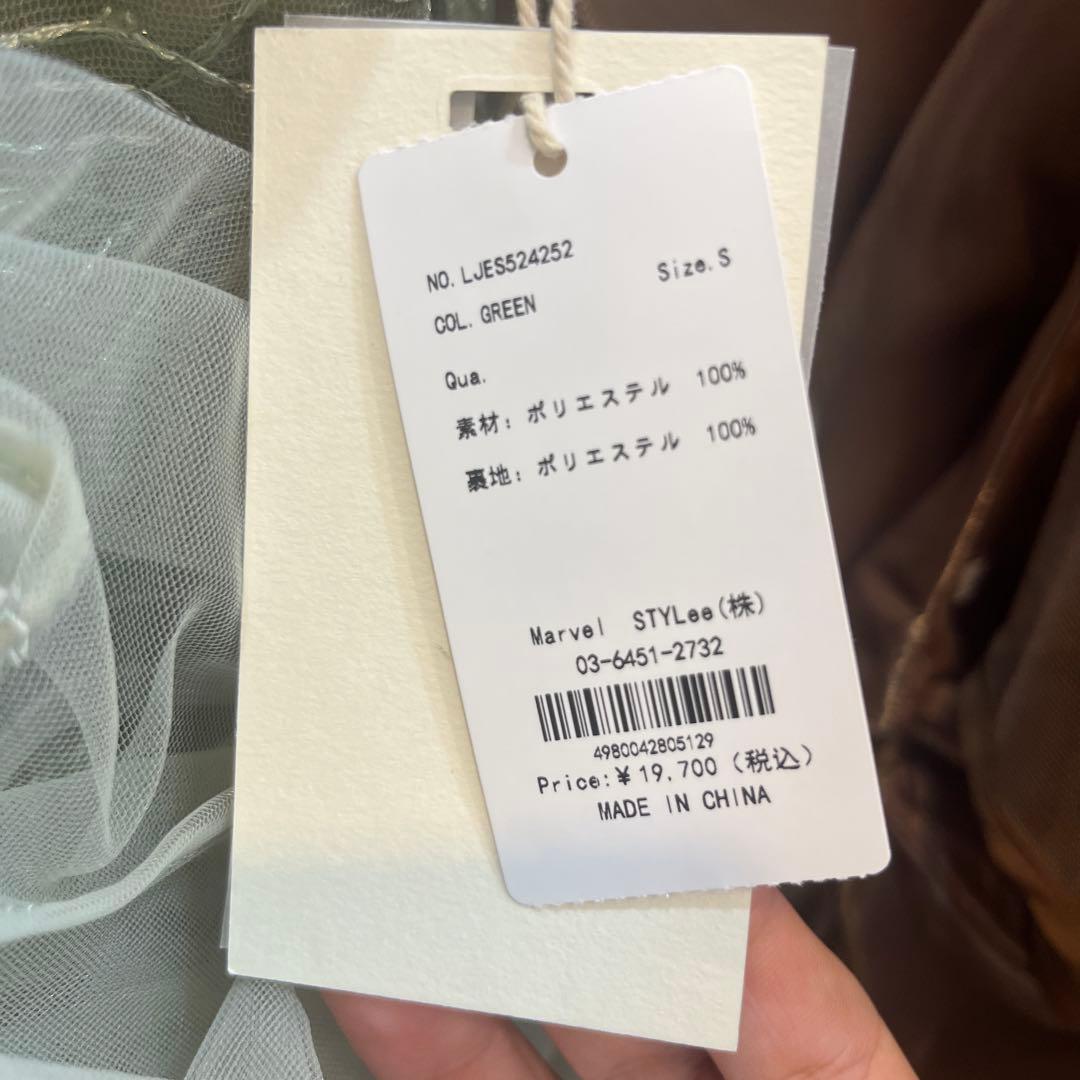 NO. LJES524252
Size. S
COL. GREEN
Qua.
素材: ポリエステル 100%
裏地: ポリエステル 100%
Marvel STYLee(株)
03-6451-2732
4980042805129
Price:¥19,700 (税込)
MADE IN CHINA